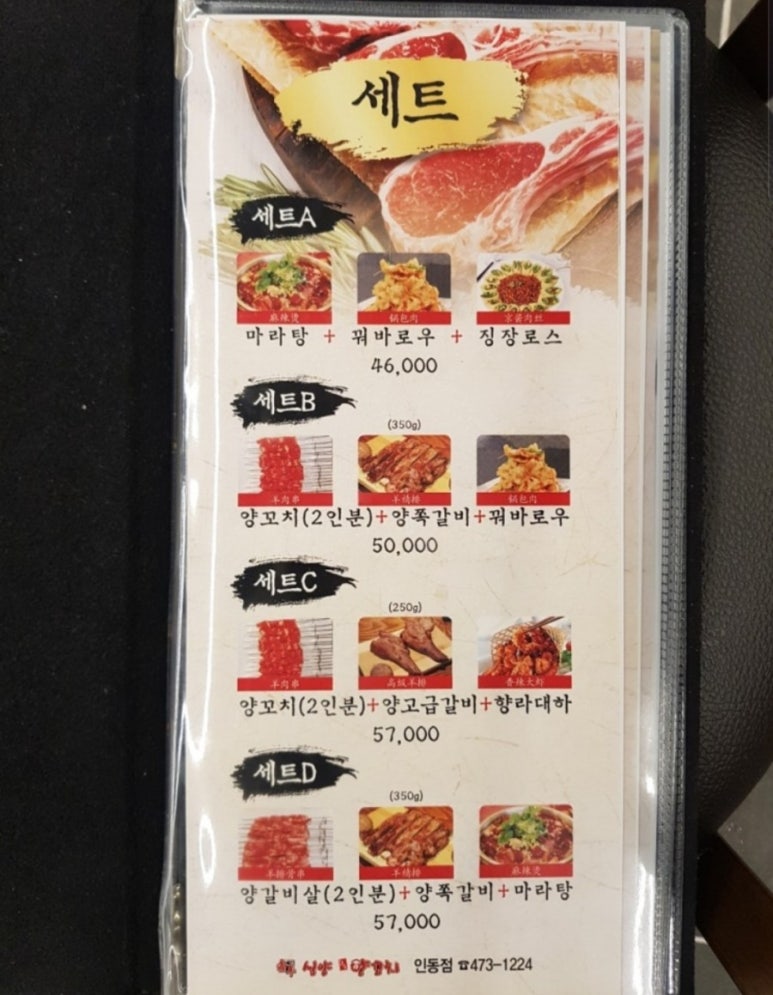 세트
세트A
麻辣烫 锅包肉 京酱肉丝
마라탕 + 꿔바로우 + 징장로스
46,000
세트B
(350g)
羊肉串 羊精排 锅包肉
양꼬치(2인분)+양쪽갈비+꿔바로우
50,000
세트C
(250g)
羊肉串 高级羊排 香辣大虾
양꼬치(2인분)+양고급갈비+향라대하
57,000
세트D
(350g)
羊排骨串 羊精排 麻辣烫
양갈비살(2인분)+양쪽갈비+마라탕
57,000
심양 인동점 ☎473-1224